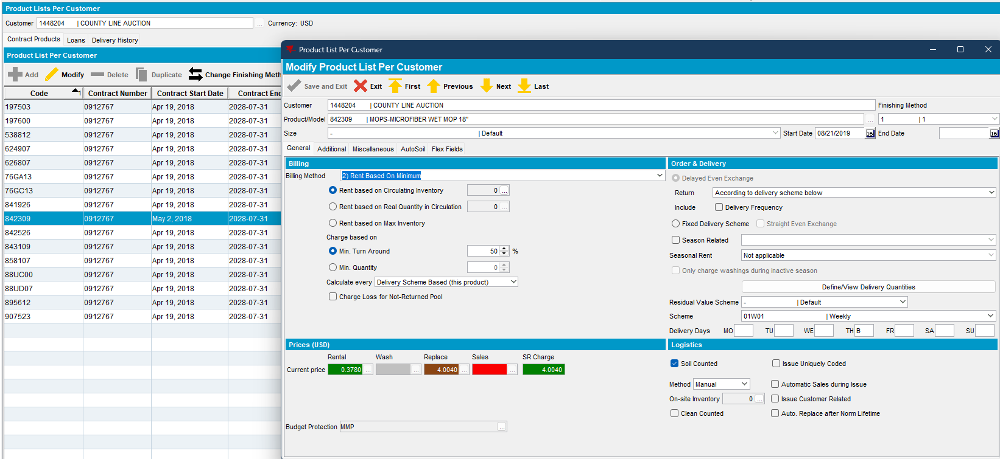 Product Lists Per Customer
Customer 1448204 | COUNTY LINE AUCTION ... Currency: USD
Contract Products Loans Delivery History
Product List Per Customer
Add Modify Delete Duplicate Change Finishing Meth
Code 1 Contract Number Contract Start Date Contract End
197503 0912767 Apr 19, 2018 2028-07-31
197600 0912767 Apr 19, 2018 2028-07-31
538812 0912767 Apr 19, 2018 2028-07-31
624907 0912767 Apr 19, 2018 2028-07-31
626807 0912767 Apr 19, 2018 2028-07-31
76GA13 0912767 Apr 19, 2018 2028-07-31
76GC13 0912767 Apr 19, 2018 2028-07-31
841926 0912767 Apr 19, 2018 2028-07-31
842309 0912767 May 2, 2018 2028-07-31
842526 0912767 Apr 19, 2018 2028-07-31
843109 0912767 Apr 19, 2018 2028-07-31
858107 0912767 Apr 19, 2018 2028-07-31
88UC00 0912767 Apr 19, 2018 2028-07-31
88UD07 0912767 Apr 19, 2018 2028-07-31
895612 0912767 Apr 19, 2018 2028-07-31
907523 0912767 Apr 19, 2018 2028-07-31
Product List Per Customer
Modify Product List Per Customer
Save and Exit Exit First Previous Next Last
Customer 1448204 | COUNTY LINE AUCTION Finishing Method
Product/Model 842309 | MOPS-MICROFIBER WET MOP 18" ... 1 | 1
Size - | Default Start Date 08/21/2019 16 End Date 16
General Additional Miscellaneous AutoSoil Flex Fields
Billing
Billing Method 2) Rent Based On Minimum
Rent based on Circulating Inventory 0 ...
Rent based on Real Quantity in Circulation 0 ...
Rent based on Max Inventory
Charge based on
Min. Turn Around 50 %
Min. Quantity 0
Calculate every Delivery Scheme Based (this product)
Charge Loss for Not-Returned Pool
Order & Delivery
Delayed Even Exchange
Return According to delivery scheme below
Include Delivery Frequency
Fixed Delivery Scheme Straight Even Exchange
Season Related
Seasonal Rent Not applicable
Only charge washings during inactive season
Define/View Delivery Quantities
Residual Value Scheme - | Default
Scheme 01W01 | Weekly
Delivery Days MO TU WE TH B FR SA SU
Prices (USD)
Rental Wash Replace Sales SR Charge
Current price 0.3780 ... ... 4.0040 ... ... 4.0040
Budget Protection MMP ...
Logistics
Soil Counted Issue Uniquely Coded
Method Manual Automatic Sales during Issue
On-site Inventory 0 ... Issue Customer Related
Clean Counted Auto. Replace after Norm Lifetime